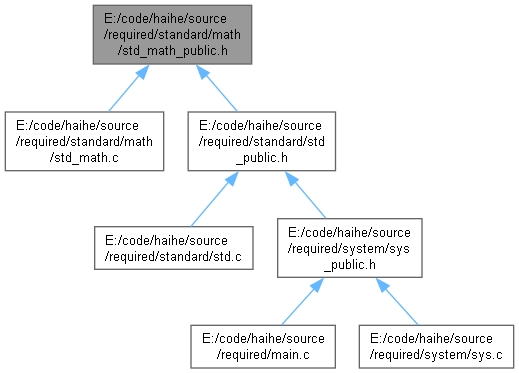 E:/code/haihe/source
/required/standard/math
/std_math_public.h
E:/code/haihe/source
/required/standard/math
/std_math.c
E:/code/haihe/source
/required/standard/std
_public.h
E:/code/haihe/source
/required/standard/std.c
E:/code/haihe/source
/required/system/sys
_public.h
E:/code/haihe/source
/required/main.c
E:/code/haihe/source
/required/system/sys.c